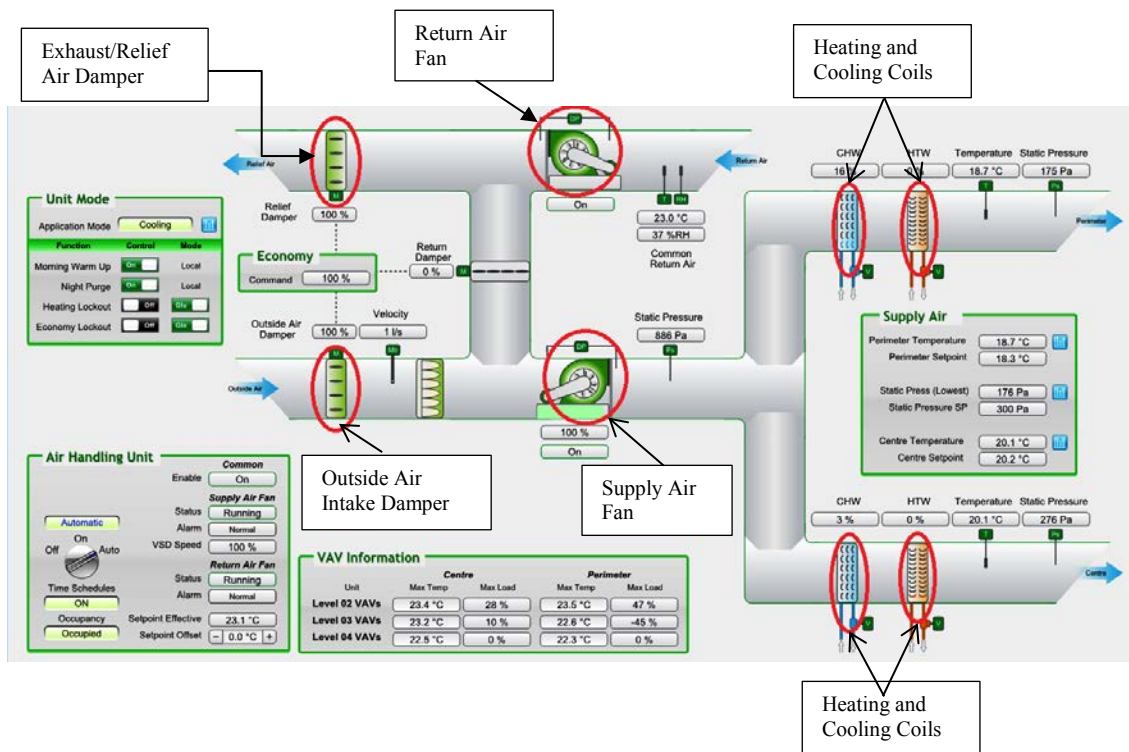 Exhaust/Relief
Air Damper
Return Air
Fan
Heating and
Cooling Coils
DP
Relief Air
Return Air
CHW
HTW
Temperature
Static Pressure
16 %
18.7 °C
175 Pa
Unit Mode
Application Mode
Cooling
Function
Control
Mode
Morning Warm Up
On
Local
Night Purge
On
Local
Heating Lockout
Off
Glo
Economy Lockout
Off
Glo
M
Relief
Damper
100 %
On
T
RH
23.0 °C
37 %RH
Common
Return Air
T
Ps
Perimeter
Economy
Command
100 %
Return
Damper
0 %
M
V
V
Outside Air
Damper
100 %
Velocity
1 l/s
Static Pressure
886 Pa
M
DP
Ps
Outside Air
100 %
On
Supply Air
Perimeter Temperature
18.7 °C
Perimeter Setpoint
18.3 °C
Static Press (Lowest)
176 Pa
Static Pressure SP
300 Pa
Centre Temperature
20.1 °C
Centre Setpoint
20.2 °C
Outside Air
Intake Damper
Supply Air
Fan
Air Handling Unit
Common
Enable
On
Supply Air Fan
Status
Running
Alarm
Normal
VSD Speed
100 %
Return Air Fan
Status
Running
Alarm
Normal
Setpoint Effective
23.1 °C
Setpoint Offset
- 0.0 °C +
Automatic
On
Off
Auto
Time Schedules
ON
Occupancy
Occupied
VAV Information
Centre
Perimeter
Unit
Max Temp
Max Load
Max Temp
Max Load
Level 02 VAVs
23.4 °C
28 %
23.5 °C
47 %
Level 03 VAVs
23.2 °C
10 %
22.6 °C
-45 %
Level 04 VAVs
22.5 °C
0 %
22.3 °C
0 %
CHW
HTW
Temperature
Static Pressure
3 %
0 %
20.1 °C
276 Pa
T
Ps
Centre
V
V
Heating and
Cooling Coils